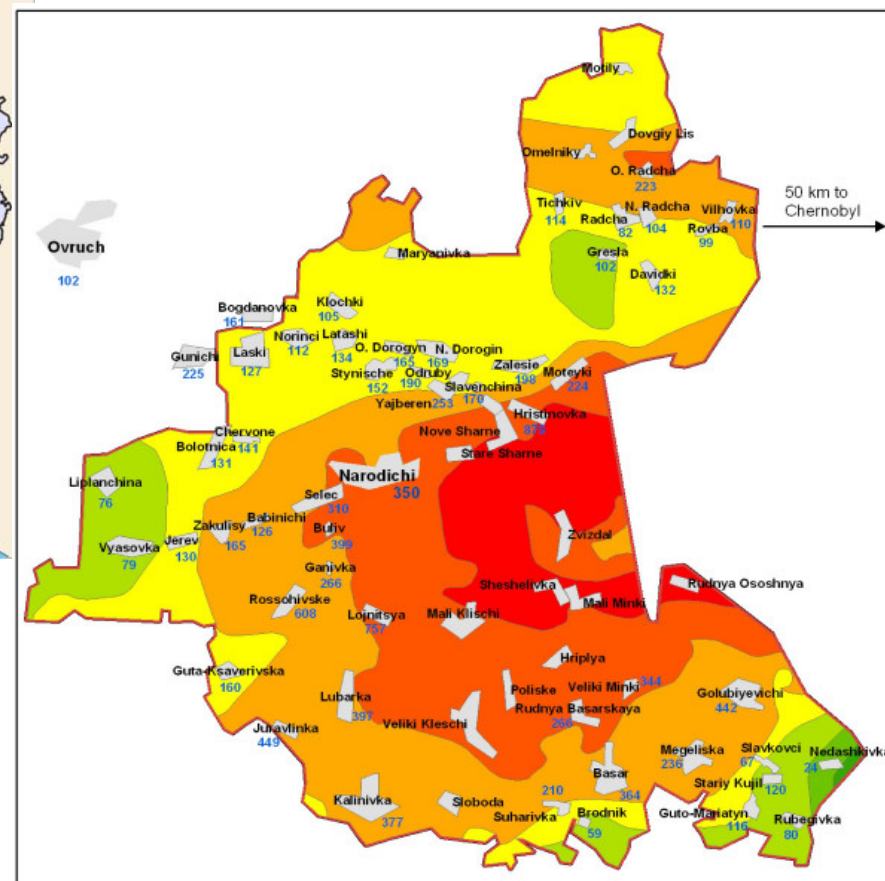 Motily
Dovgiy Lis
Omelniky
O. Radcha
223
50 km to
Chernobyl
Tichkiv
114
N. Radcha
104
Radcha
82
Vilhovka
110
Rovba
99
Ovruch
102
Maryanivka
Gresla
102
Davidki
132
Bogdanovka
161
Klochki
105
Norinci
112
Latashi
134
Gunichi
225
Laski
127
O. Dorogyn
165
N. Dorogin
169
Stynische
152
Odruby
190
Zalesie
198
Moteyki
224
Slavenchina
170
Yajberen
253
Hristinovka
878
Nove Sharne
Chervone
141
Bolotnica
131
Stare Sharne
Narodichi
350
Liplanchina
76
Selec
310
Babinichi
126
Zakulisy
165
Buliv
399
Zvizdal
Vyasovka
79
Jerev
130
Ganivka
266
Sheshelivka
Rudnya Ososhnya
Rossohivske
608
Mali Minki
Lojnitsya
757
Mali Klischi
Guta-Ksaverivska
160
Hriplya
Lubarka
397
Poliske
Veliki Minki
344
Golubiyevichi
442
Rudnya Basarskaya
266
Veliki Kleschi
Juravlinka
449
Megeliska
236
Slavkovci
67
Nedashkivka
24
Basar
364
Stariy Kujil
120
Kalinivka
377
Sloboda
210
Suharivka
Brodnik
59
Guto-Mariatyn
116
Rubegivka
80